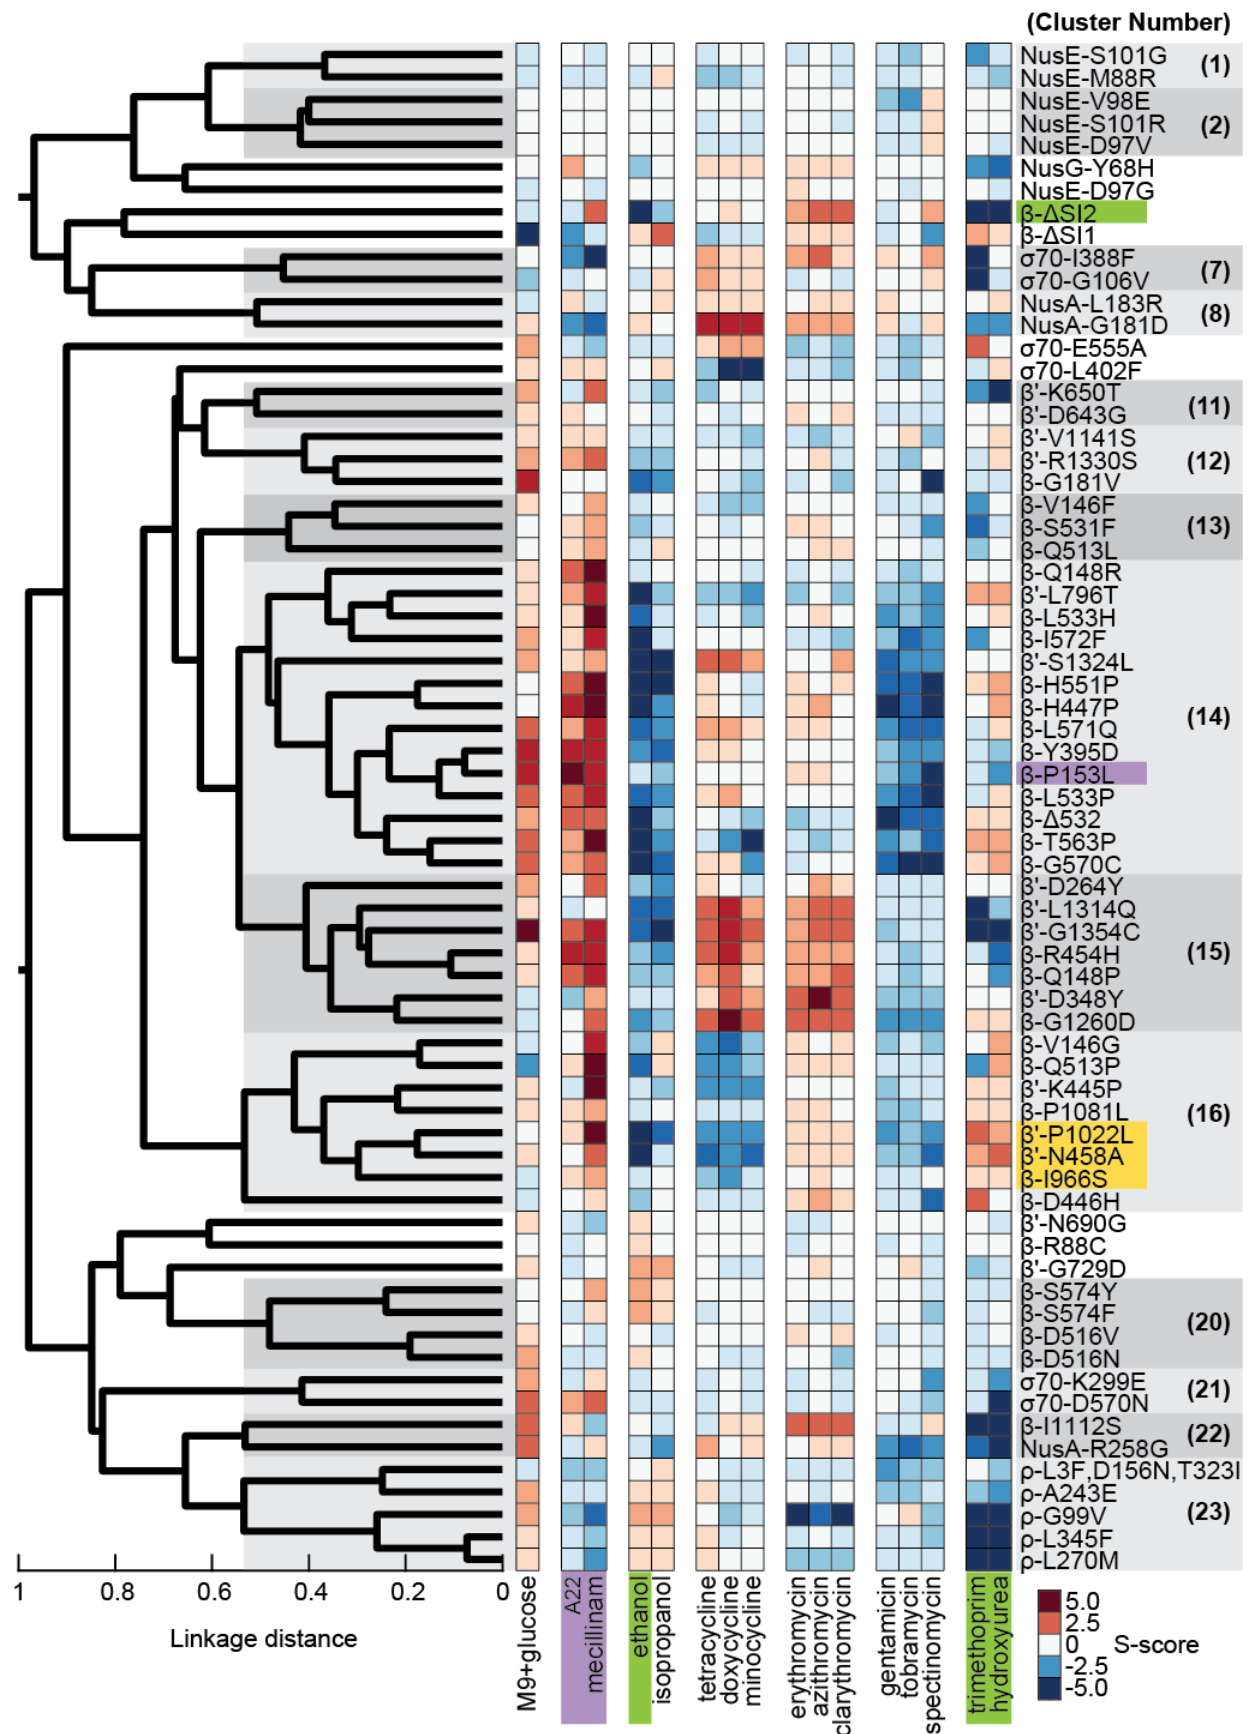 (Cluster Number)
NusE-S101G
(1)
NusE-M88R
NusE-V98E
NusE-S101R
(2)
NusE-D97V
NusG-Y68H
NusE-D97G
β-ΔSI2
β-ΔSI1
σ70-I388F
(7)
σ70-G106V
NusA-L183R
(8)
NusA-G181D
σ70-E555A
σ70-L402F
β'-K650T
(11)
β'-D643G
β'-V1141S
β'-R1330S
(12)
β-G181V
β-V146F
β-S531F
(13)
β-Q513L
β-Q148R
β'-L796T
β-L533H
β-I572F
β'-S1324L
β-H551P
β-H447P
(14)
β-L571Q
β-Y395D
β-P153L
β-L533P
β-Δ532
β-T563P
β-G570C
β'-D264Y
β'-L1314Q
β'-G1354C
(15)
β-R454H
β-Q148P
β'-D348Y
β-G1260D
β-V146G
β-Q513P
β'-K445P
β-P1081L
(16)
β'-P1022L
β'-N458A
β-I966S
β-D446H
β'-N690G
β-R88C
β'-G729D
β-S574Y
β-S574F
(20)
β-D516V
β-D516N
σ70-K299E
(21)
σ70-D570N
β-I1112S
(22)
NusA-R258G
ρ-L3F,D156N,T323I
ρ-A243E
ρ-G99V
(23)
ρ-L345F
ρ-L270M
1 0.8 0.6 0.4 0.2 0
Linkage distance
M9+glucose
A22
mecillinam
ethanol
isopropanol
tetracycline
doxycycline
minocycline
erythromycin
azithromycin
clarythromycin
gentamicin
tobramycin
spectinomycin
trimethoprim
hydroxyurea
5.0
2.5
0
-2.5
-5.0
S-score